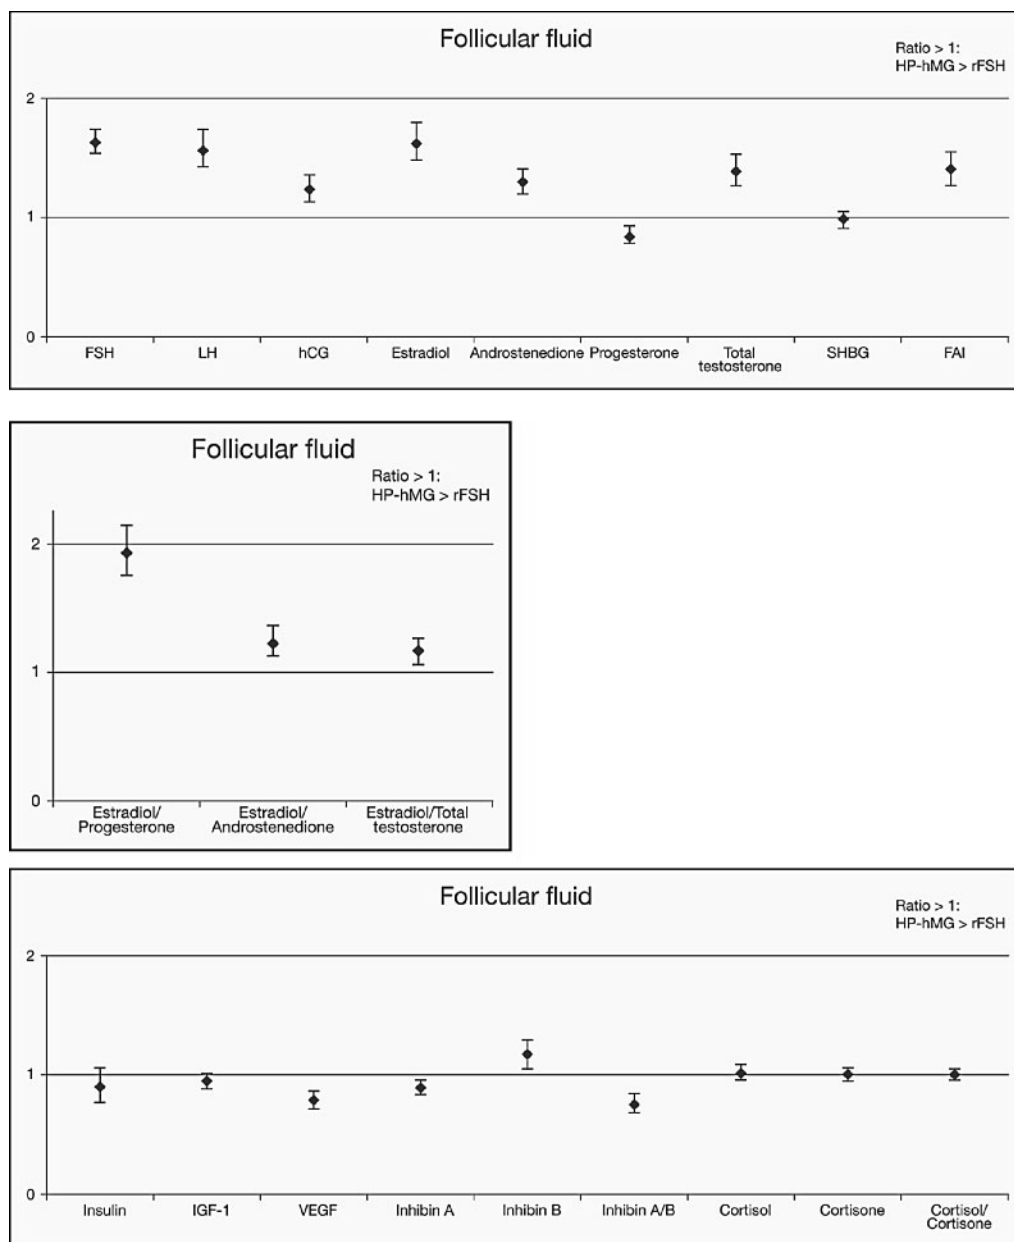 Follicular fluid
Ratio > 1:
HP-hMG > rFSH
2
1
0
FSH LH hCG Estradiol Androstenedione Progesterone Total testosterone SHBG FAI
Follicular fluid
Ratio > 1:
HP-hMG > rFSH
2
1
0
Estradiol/ Estradiol/ Estradiol/Total
Progesterone Androstenedione testosterone
Follicular fluid
Ratio > 1:
HP-hMG > rFSH
2
1
0
Insulin IGF-1 VEGF Inhibin A Inhibin B Inhibin A/B Cortisol Cortisone Cortisol/
Cortisone